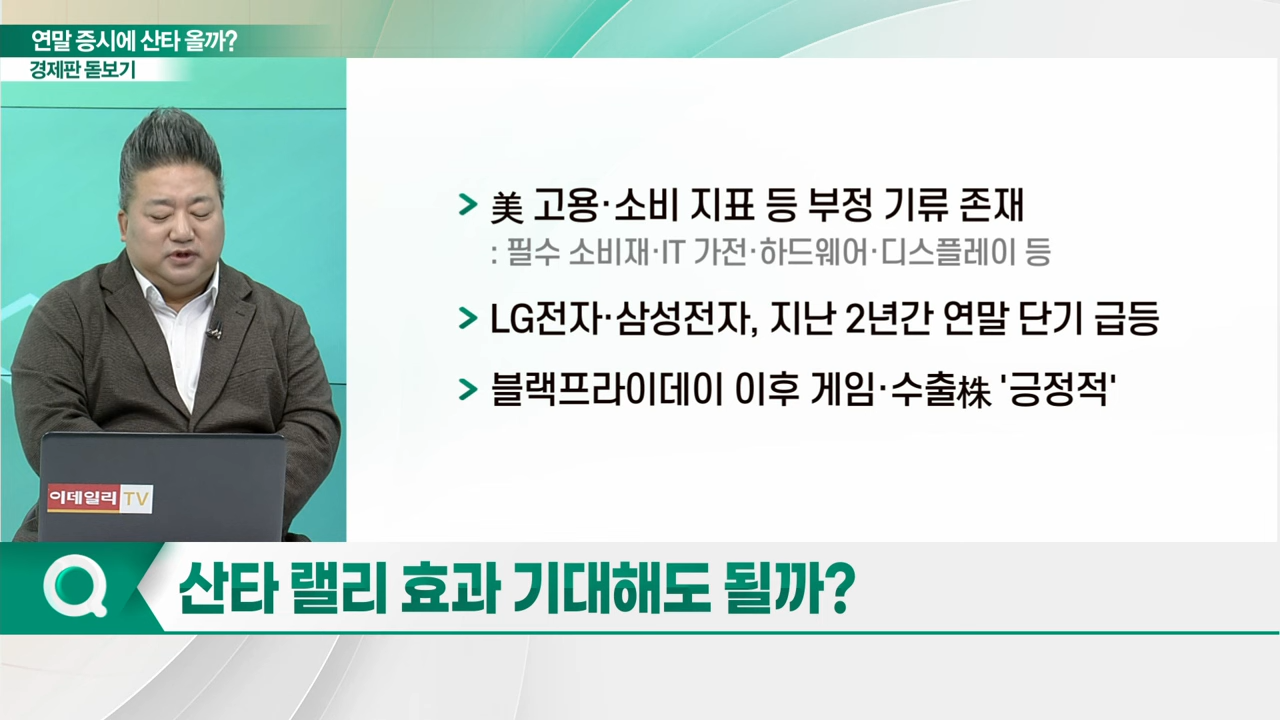 연말 증시에 산타 올까?
경제판 돋보기
> 美 고용·소비 지표 등 부정 기류 존재
: 필수 소비재·IT 가전·하드웨어·디스플레이 등
> LG전자·삼성전자, 지난 2년간 연말 단기 급등
> 블랙프라이데이 이후 게임·수출株 '긍정적'
이데일리TV
Q 산타 랠리 효과 기대해도 될까?